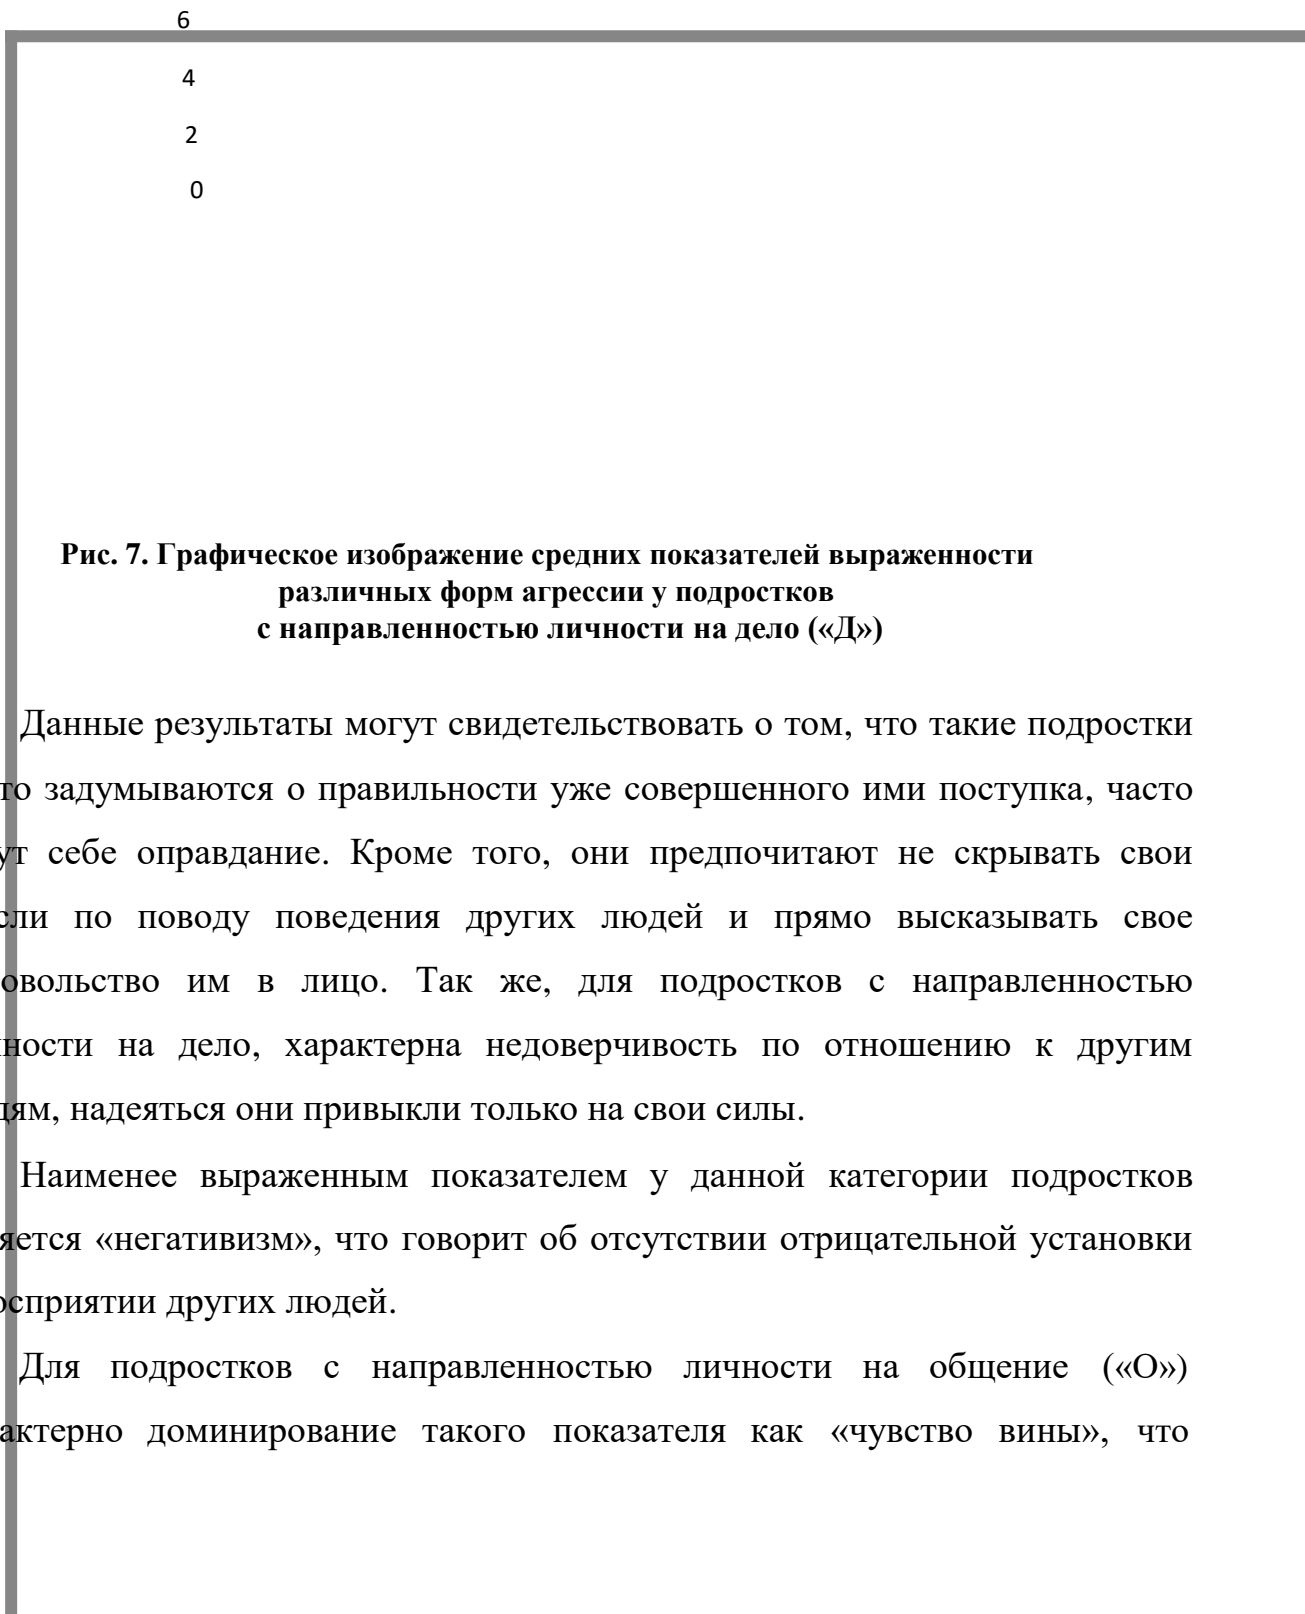 6
4
2
0
Рис. 7. Графическое изображение средних показателей выраженности
различных форм агрессии у подростков
с направленностью личности на дело («Д»)
Данные результаты могут свидетельствовать о том, что такие подростки
задумываются о правильности уже совершенного ими поступка, часто
себе оправдание. Кроме того, они предпочитают не скрывать свои
по поводу поведения других людей и прямо высказывать свое
им в лицо. Так же, для подростков с направленностью
на дело, характерна недоверчивость по отношению к другим
надеяться они привыкли только на свои силы.
Наименее выраженным показателем у данной категории подростков
«негативизм», что говорит об отсутствии отрицательной установки
других людей.
Для подростков с направленностью личности на общение («О»)
доминирование такого показателя как «чувство вины», что